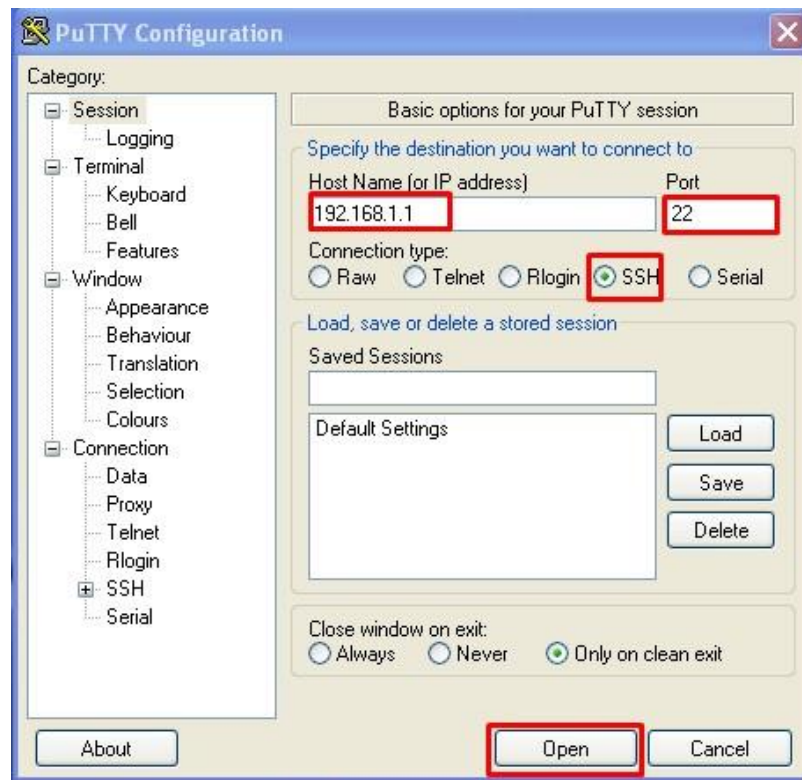 PuTTY Configuration
Category:
Session
Logging
Terminal
Keyboard
Bell
Features
Window
Appearance
Behaviour
Translation
Selection
Colours
Connection
Data
Proxy
Telnet
Rlogin
SSH
Serial
Basic options for your PuTTY session
Specify the destination you want to connect to
Host Name (or IP address) Port
192.168.1.1 22
Connection type:
Raw Telnet Rlogin SSH Serial
Load, save or delete a stored session
Saved Sessions
Default Settings
Load
Save
Delete
Close window on exit:
Always Never Only on clean exit
About Open Cancel